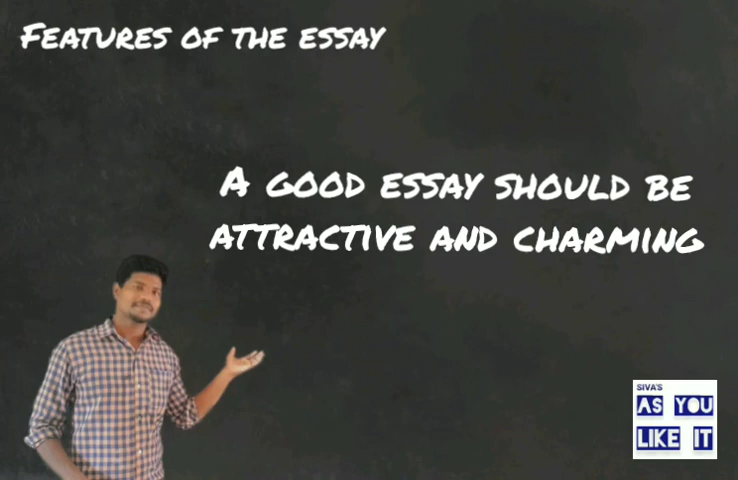 FEATURES OF THE ESSAY
A GOOD ESSAY SHOULD BE
ATTRACTIVE AND CHARMING
SIVA'S
AS YOU
LIKE IT